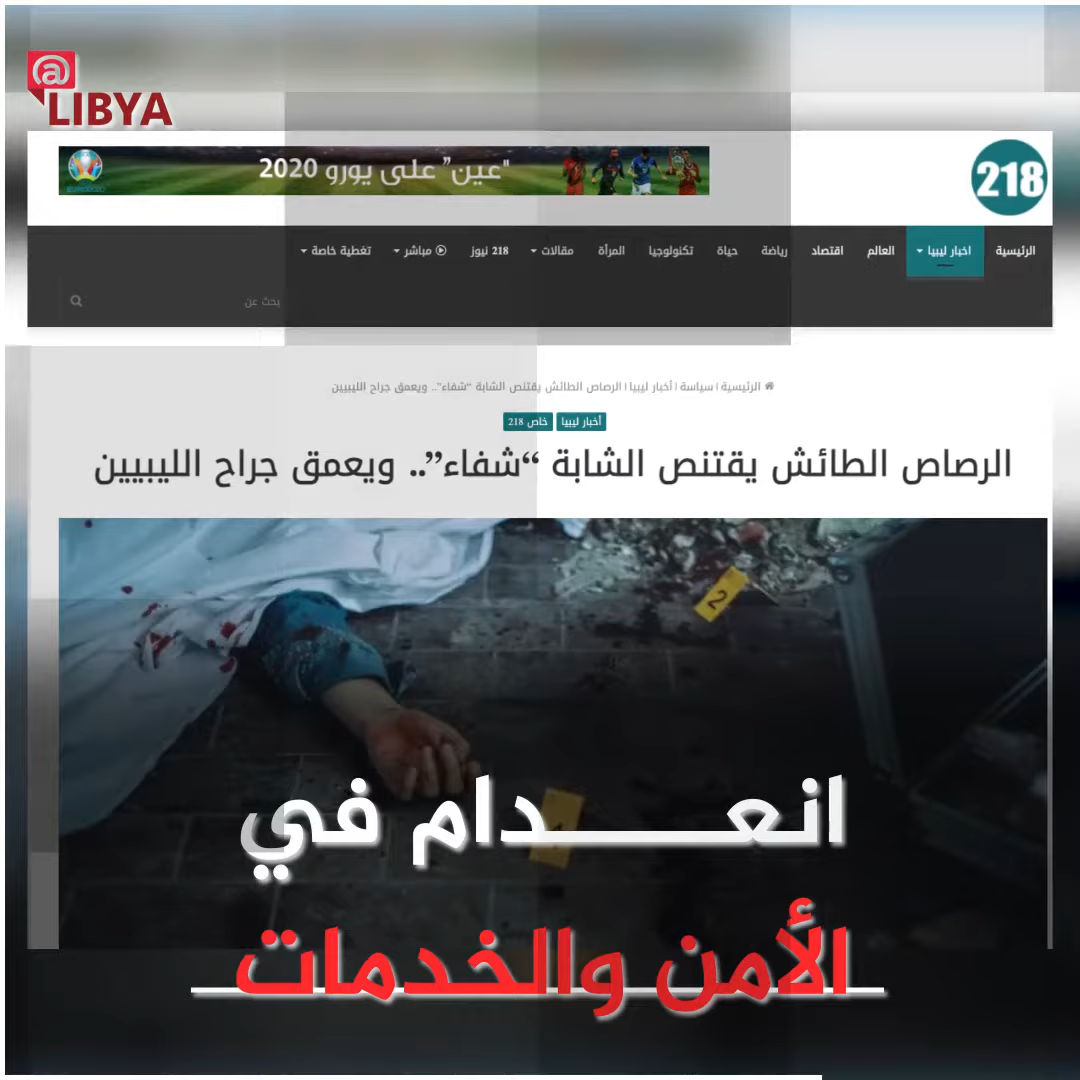 @
LIBYA
"عين" على يورو 2020
218
الرئيسية اخبار ليبيا العالم اقتصاد رياضة حياة تكنولوجيا المرأة مقالات 218 نيوز مباشر تغطية خاصة
بحث عن
الرئيسية | سياسة | أخبار ليبيا | الرصاص الطائش يقتنص الشابة “شفاء”.. ويعمق جراح الليبيين
أخبار ليبيا خاص 218
الرصاص الطائش يقتنص الشابة “شفاء”.. ويعمق جراح الليبيين
2
انعـــــــدام في
الأمن والخدمات